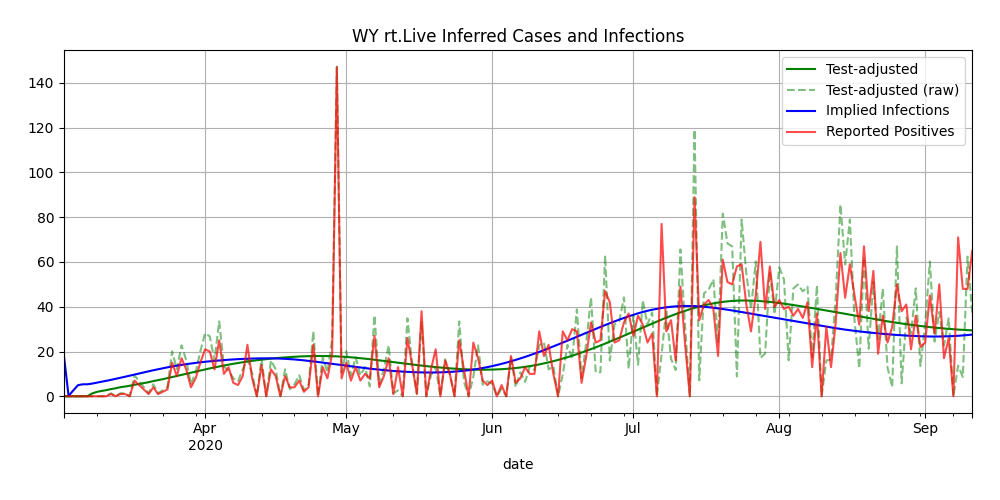 WY rt.Live Inferred Cases and Infections
Test-adjusted
Test-adjusted (raw)
Implied Infections
Reported Positives
140
120
100
80
60
40
20
0
Apr
2020
May
Jun
Jul
Aug
Sep
date